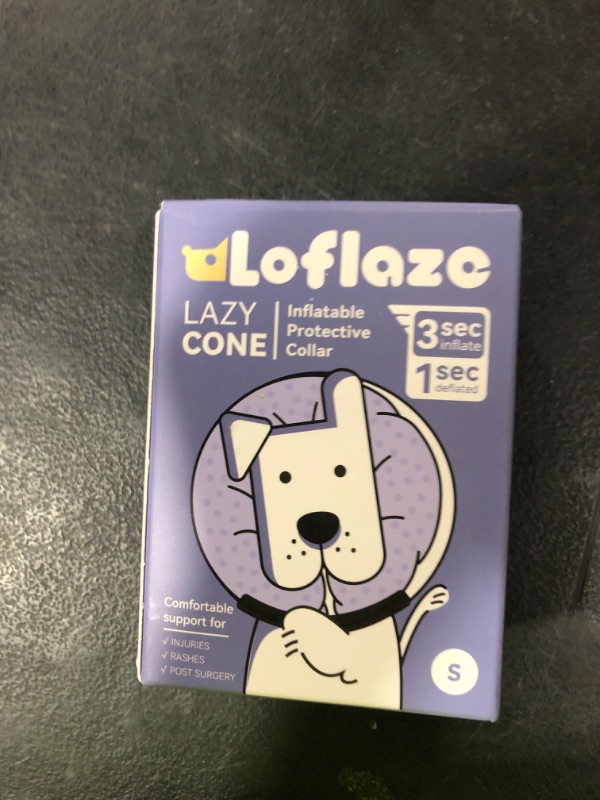 Loflaze
LAZY
CONE
Inflatable
Protective
Collar
3 sec
inflate
1 sec
deflated
Comfortable
support for
√ INJURIES
√ RASHES
√ POST SURGERY
S